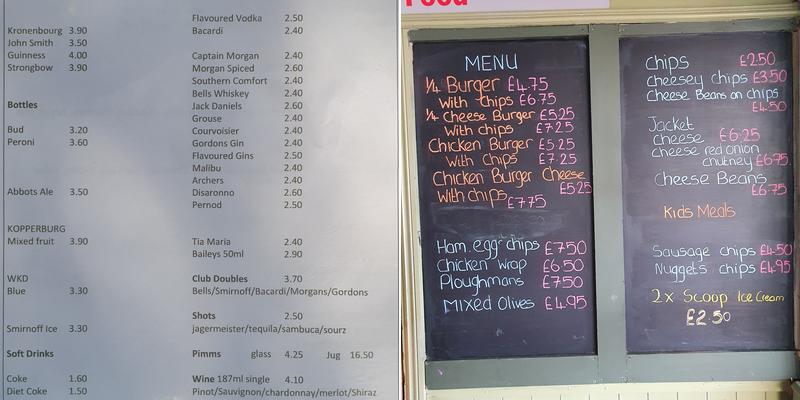 Flavoured Vodka 2.50
Kronenbourg 3.90 Bacardi 2.40
John Smith 3.50
Guinness 4.00 Captain Morgan 2.40
Strongbow 3.90 Morgan Spiced 2.60
Southern Comfort 2.40
Bells Whiskey 2.40
Bottles Jack Daniels 2.60
Grouse 2.40
Bud 3.20 Courvoisier 2.40
Peroni 3.60 Gordons Gin 2.40
Flavoured Gins 2.50
Malibu 2.40
Archers 2.40
Abbots Ale 3.50 Disaronno 2.60
Pernod 2.50
KOPPERBURG
Mixed fruit 3.90 Tia Maria 2.40
Baileys 50ml 2.90
WKD Club Doubles 3.70
Blue 3.30 Bells/Smirnoff/Bacardi/Morgans/Gordons
Shots 2.50
Smirnoff Ice 3.30 jagermeister/tequila/sambuca/sourz
Soft Drinks Pimms glass 4.25 Jug 16.50
Coke 1.60 Wine 187ml single 4.10
Diet Coke 1.50 Pinot/Sauvignon/chardonnay/merlot/Shiraz
Food
MENU
1/4 Burger £4.75
With chips £6.75
1/4 Cheese Burger £5.25
With chips £7.25
Chicken Burger £5.25
With Chips £7.25
Chicken Burger Cheese £5.25
With chips £7.75
Ham egg chips £7.50
Chicken Wrap £6.50
Ploughmans £7.50
Mixed Olives £4.95
Chips £2.50
Cheesey chips £3.50
Cheese Beans on chips
£4.50
Jacket
cheese £6.25
cheese red onion
chutney £6.75
Cheese Beans
£6.75
Kids Meals
Sausage chips £4.50
Nuggets chips £4.95
2x Scoop Ice Cream
£2.50